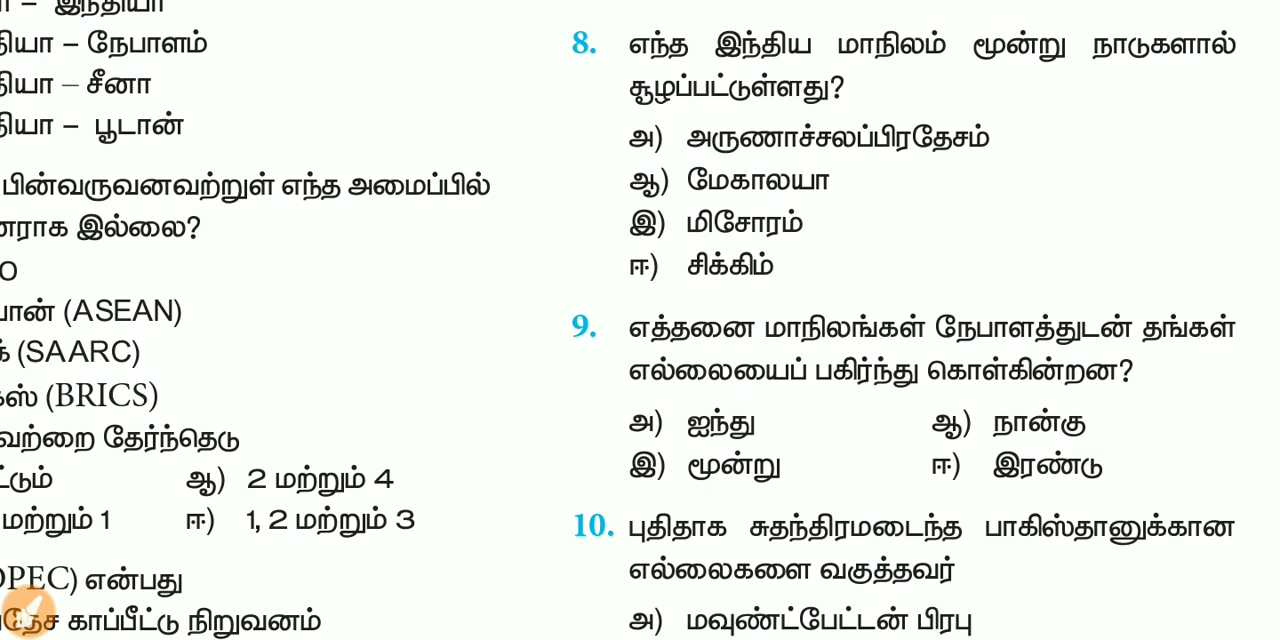 – இந்தியா
– நேபாளம்
– சீனா
– பூடான்
பின்வருவனவற்றுள் எந்த அமைப்பில்
இல்லை?
(ASEAN)
(SAARC)
(BRICS)
தேர்ந்தெடு
ஆ) 2 மற்றும் 4
மற்றும் 1 ஈ) 1, 2 மற்றும் 3
என்பது
காப்பீட்டு நிறுவனம்
8. எந்த இந்திய மாநிலம் மூன்று நாடுகளால்
சூழப்பட்டுள்ளது?
அ) அருணாச்சலப்பிரதேசம்
ஆ) மேகாலயா
இ) மிசோரம்
ஈ) சிக்கிம்
9. எத்தனை மாநிலங்கள் நேபாளத்துடன் தங்கள்
எல்லையைப் பகிர்ந்து கொள்கின்றன?
அ) ஐந்து ஆ) நான்கு
இ) மூன்று ஈ) இரண்டு
10. புதிதாக சுதந்திரமடைந்த பாகிஸ்தானுக்கான
எல்லைகளை வகுத்தவர்
அ) மவுண்ட்பேட்டன் பிரபு